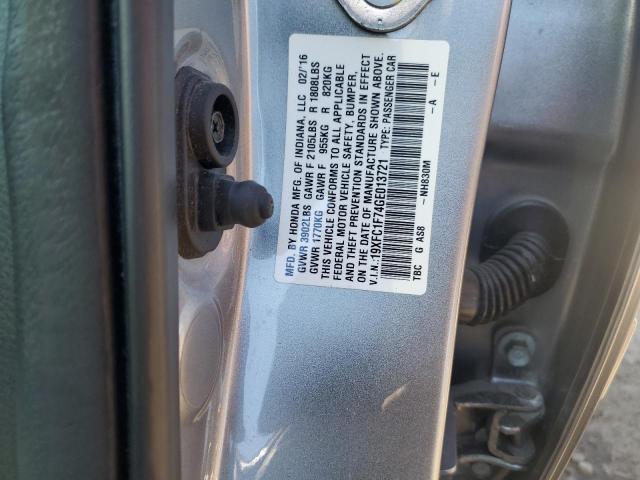 MFD. BY HONDA MFG. OF INDIANA, LLC 02/'16
GVWR 3902LBS GAWR F 2105LBS R 1808LBS
GVWR 1770KG GAWR F 955KG R 820KG
THIS VEHICLE CONFORMS TO ALL APPLICABLE
FEDERAL MOTOR VEHICLE SAFETY, BUMPER,
AND THEFT PREVENTION STANDARDS IN EFFECT
ON THE DATE OF MANUFACTURE SHOWN ABOVE.
V.I.N.:19XFC1F74GE013721 TYPE: PASSENGER CAR
TBC G AS8 –NH830M –A –E